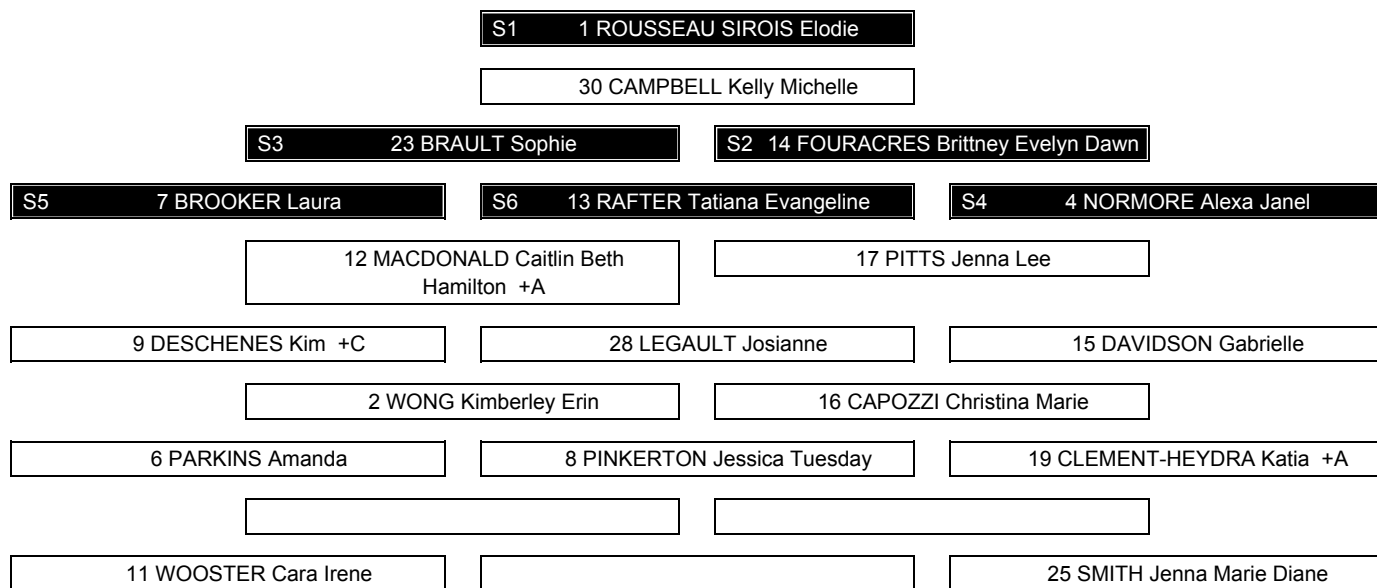 S1 1 ROUSSEAU SIROIS Elodie
30 CAMPBELL Kelly Michelle
S3 23 BRAULT Sophie
S2 14 FOURACRES Brittney Evelyn Dawn
S5 7 BROOKER Laura
S6 13 RAFTER Tatiana Evangeline
S4 4 NORMORE Alexa Janel
12 MACDONALD Caitlin Beth
Hamilton +A
17 PITTS Jenna Lee
9 DESCHENES Kim +C
28 LEGAULT Josianne
15 DAVIDSON Gabrielle
2 WONG Kimberley Erin
16 CAPOZZI Christina Marie
6 PARKINS Amanda
8 PINKERTON Jessica Tuesday
19 CLEMENT-HEYDRA Katia +A
11 WOOSTER Cara Irene
25 SMITH Jenna Marie Diane